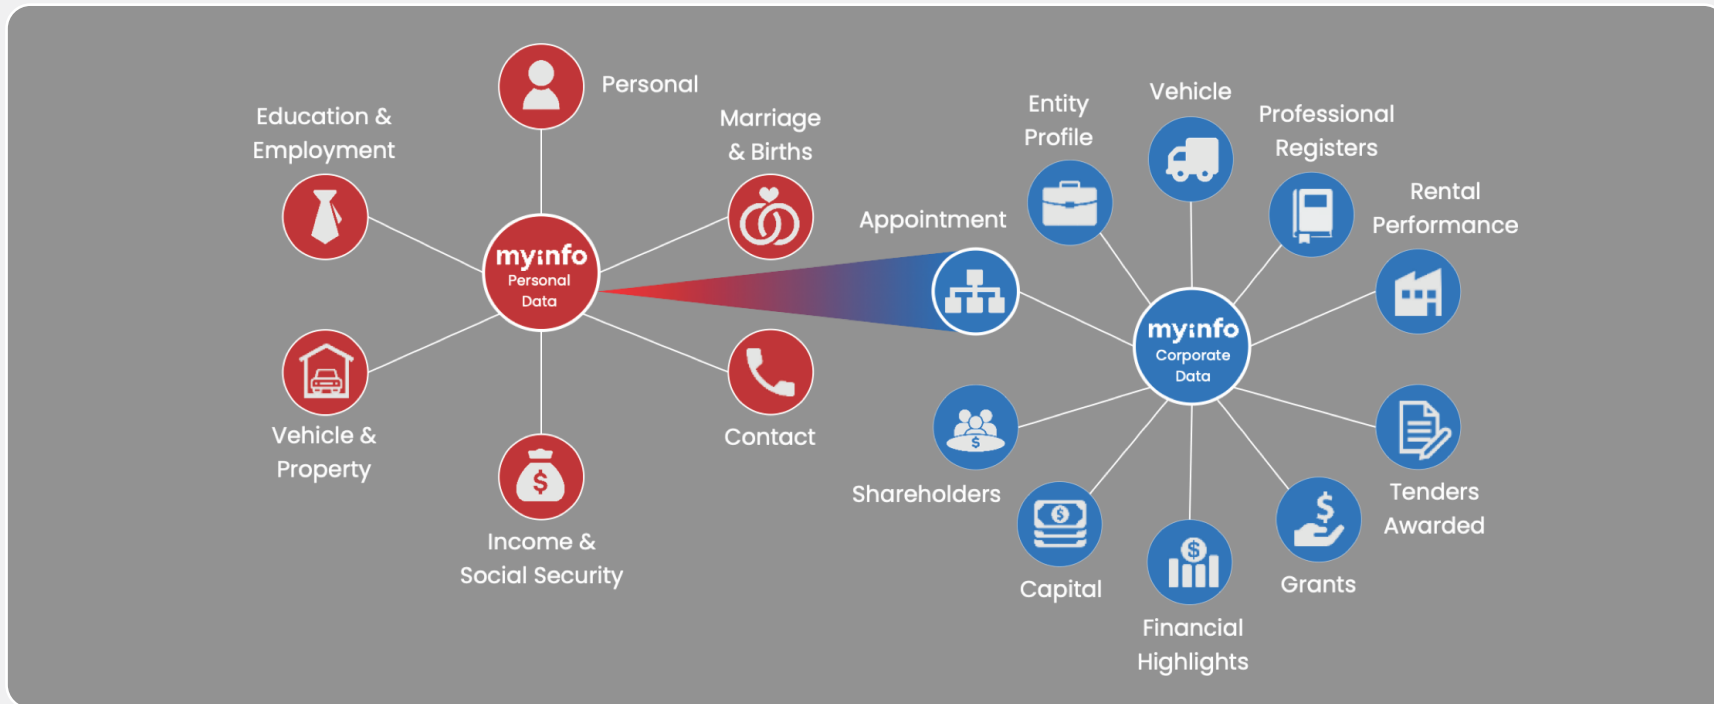 Personal
Education &
Employment
Marriage
& Births
myinfo
Personal
Data
Vehicle &
Property
Contact
Income &
Social Security
Appointment
Entity
Profile
Vehicle
Professional
Registers
Rental
Performance
myinfo
Corporate
Data
Shareholders
Capital
Financial
Highlights
Grants
Tenders
Awarded
$
$
$
$
$